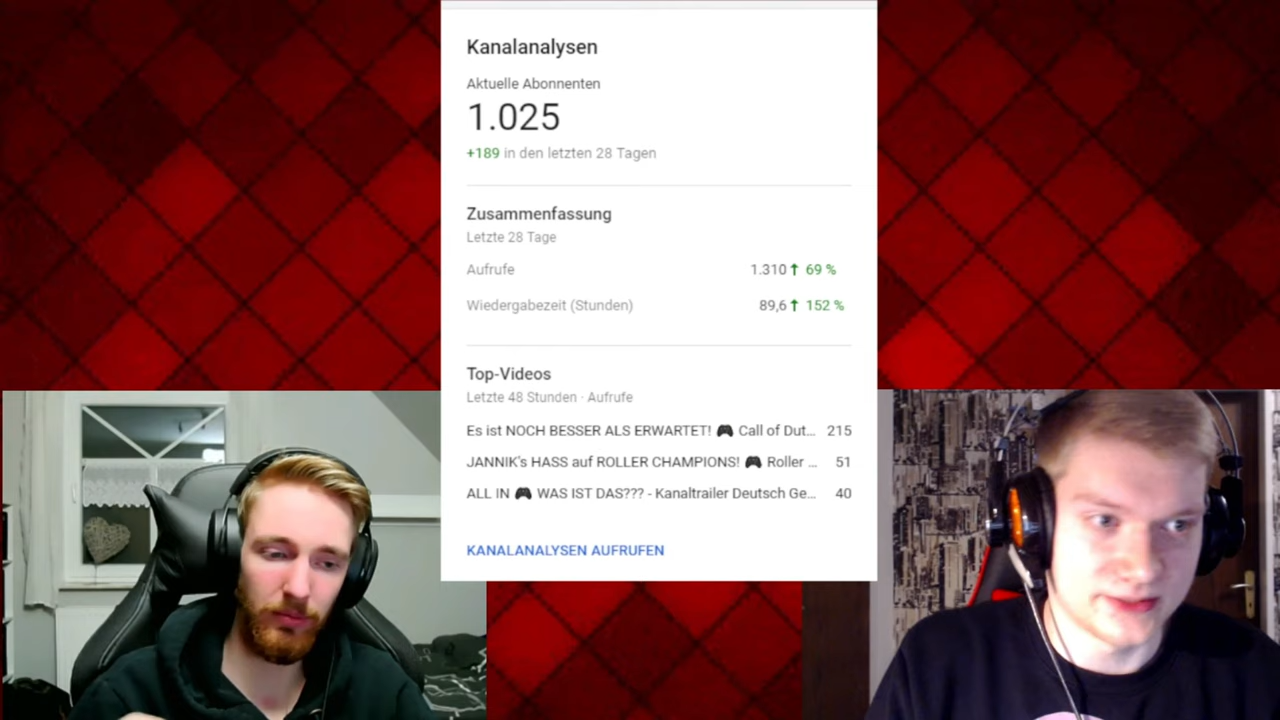 Kanalanalysen
Aktuelle Abonnenten
1.025
+189 in den letzten 28 Tagen
Zusammenfassung
Letzte 28 Tage
Aufrufe 1.310 ↑ 69 %
Wiedergabezeit (Stunden) 89,6 ↑ 152 %
Top-Videos
Letzte 48 Stunden · Aufrufe
Es ist NOCH BESSER ALS ERWARTET! 🎮 Call of Dut... 215
JANNIK's HASS auf ROLLER CHAMPIONS! 🎮 Roller ... 51
ALL IN 🎮 WAS IST DAS??? - Kanaltrailer Deutsch Ge... 40
KANALANALYSEN AUFRUFEN